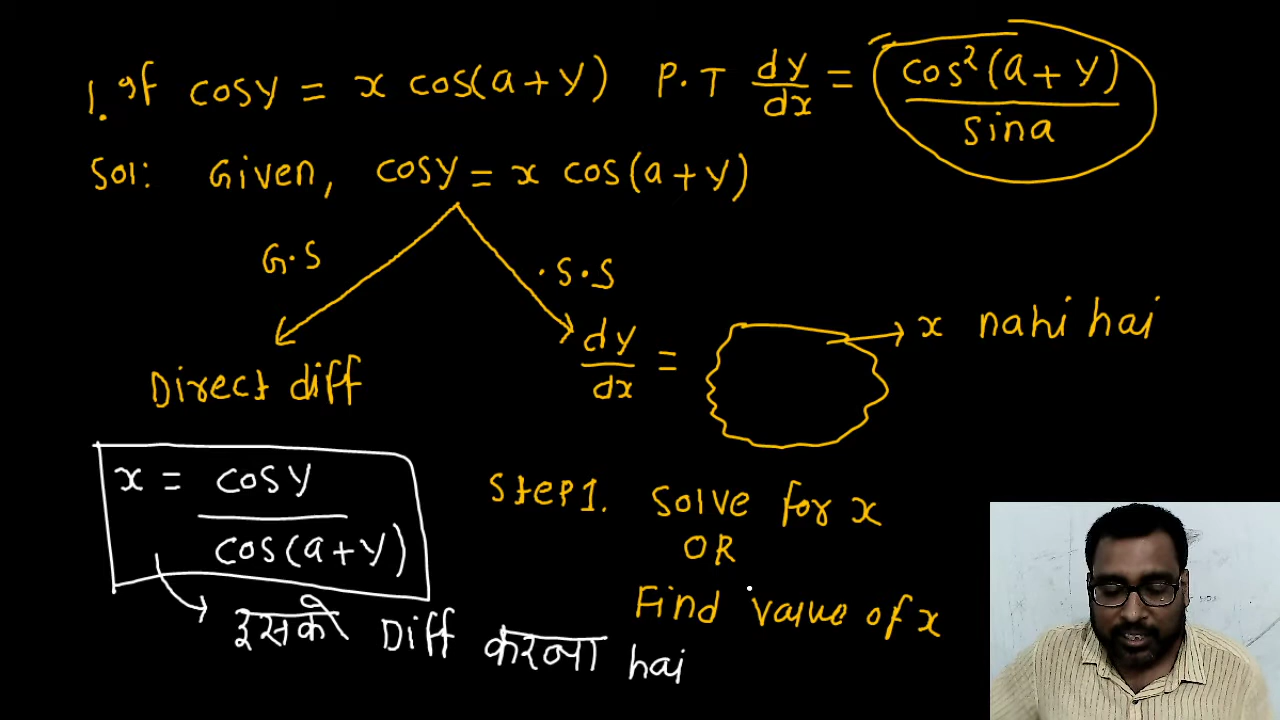 1. If cosy = x cos(a+y) P.T dy/dx = cos²(a+y)/sina
Sol: Given, cosy = x cos(a+y)
G.S
.S.S
dy/dx =
x nahi hai
Direct diff
x = cosy/cos(a+y)
Step1. Solve for x
OR
Find value of x
इसको Diff करना hai